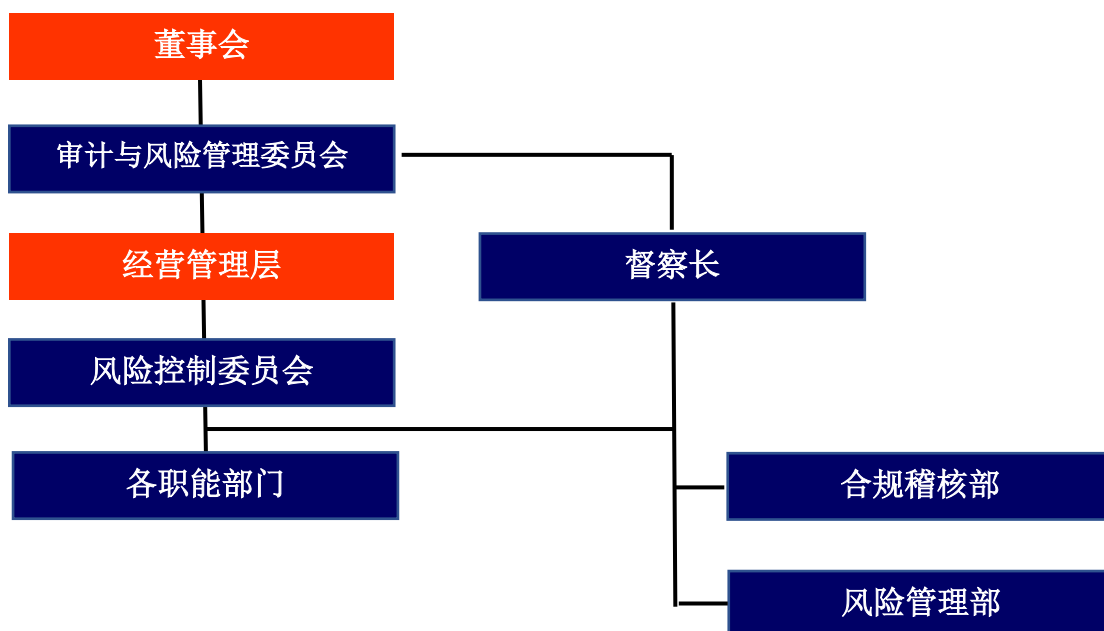 董事会
审计与风险管理委员会
经营管理层
督察长
风险控制委员会
各职能部门
合规稽核部
风险管理部